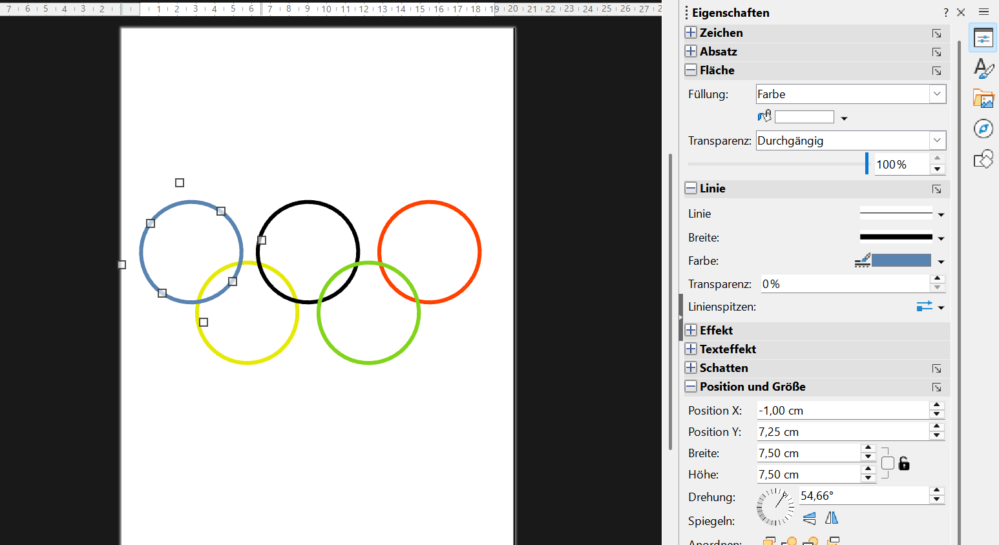 7 6 5 4 3 2 1 2 3 4 5 6 7 8 9 10 11 12 13 14 15 16 17 18 19 20 21 22 23 24 25 26 27
Eigenschaften ?
Zeichen
Absatz
Fläche
Füllung: Farbe
Transparenz: Durchgängig
100%
Linie
Linie
Breite:
Farbe:
Transparenz: 0%
Linienspitzen:
Effekt
Texteffekt
Schatten
Position und Größe
Position X: -1,00 cm
Position Y: 7,25 cm
Breite: 7,50 cm
Höhe: 7,50 cm
Drehung: 54,66°
Spiegeln:
Anordnen: